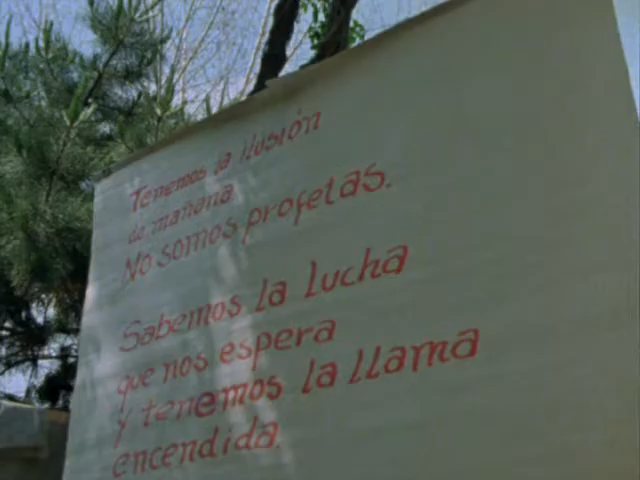 Tenemos la ilusión
de mañana
No somos profetas.
Sabemos la lucha
que nos espera
y tenemos la llama
encendida.